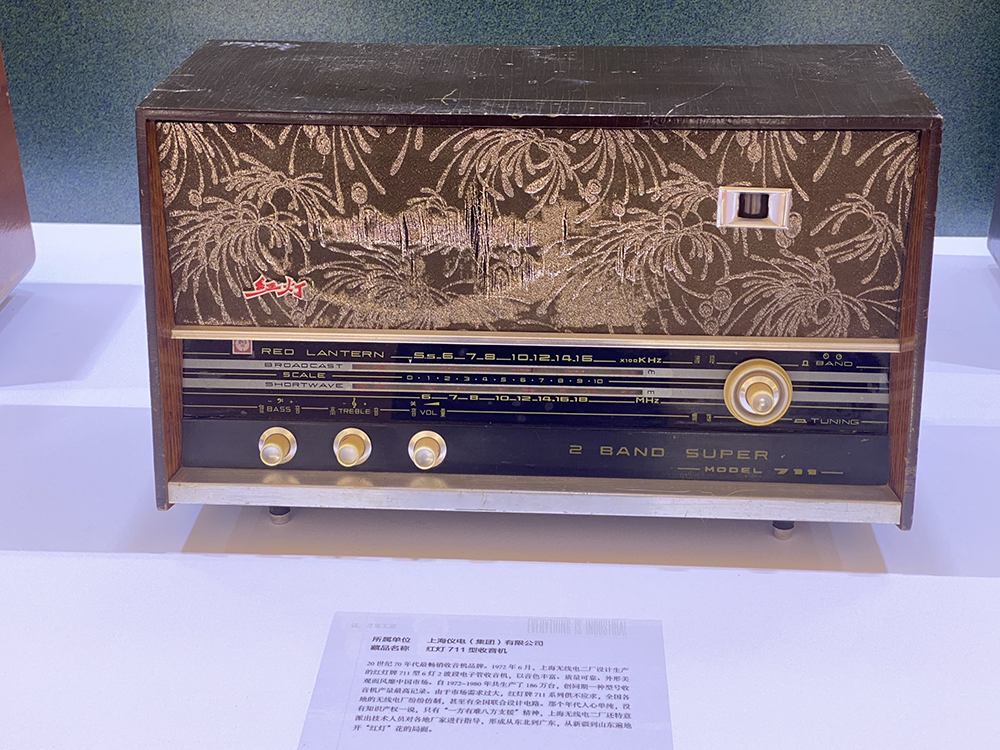 红灯
RED LANTERN 5 5.5 6 7 8 10 12 14 16 X100KHz
BROADCAST m
SCALE 0 1 2 3 4 5 6 7 8 9 10
SHORTWAVE m
6 7 8 10 12 14 16 18 MHz
BAND
BASS TREBLE VOL
TUNING
2 BAND SUPER
MODEL 711
EVERYTHING IS INDUSTRIAL
所属单位 上海仪电（集团）有限公司
藏品名称 红灯 711 型收音机
20 世纪 70 年代最畅销收音机品牌。1972 年 6 月，上海无线电二厂设计生产
的红灯牌 711 型 6 灯 2 波段电子管收音机，以音色丰富、质量可靠、外形美
观而风靡中国市场。自 1972-1980 年共生产了 186 万台，创同期一种型号收
音机产量最高记录。由于市场需求过大，红灯牌 711 系列供不应求，全国各
地的无线电厂纷纷仿制，甚至有全国联合设计电路。那个年代人心单纯，没
有知识产权一说，只有“一方有难八方支援”精神，上海无线电二厂还特意
派出技术人员对各地厂家进行指导，形成从东北到广东，从新疆到山东遍地
开“红灯”花的局面。